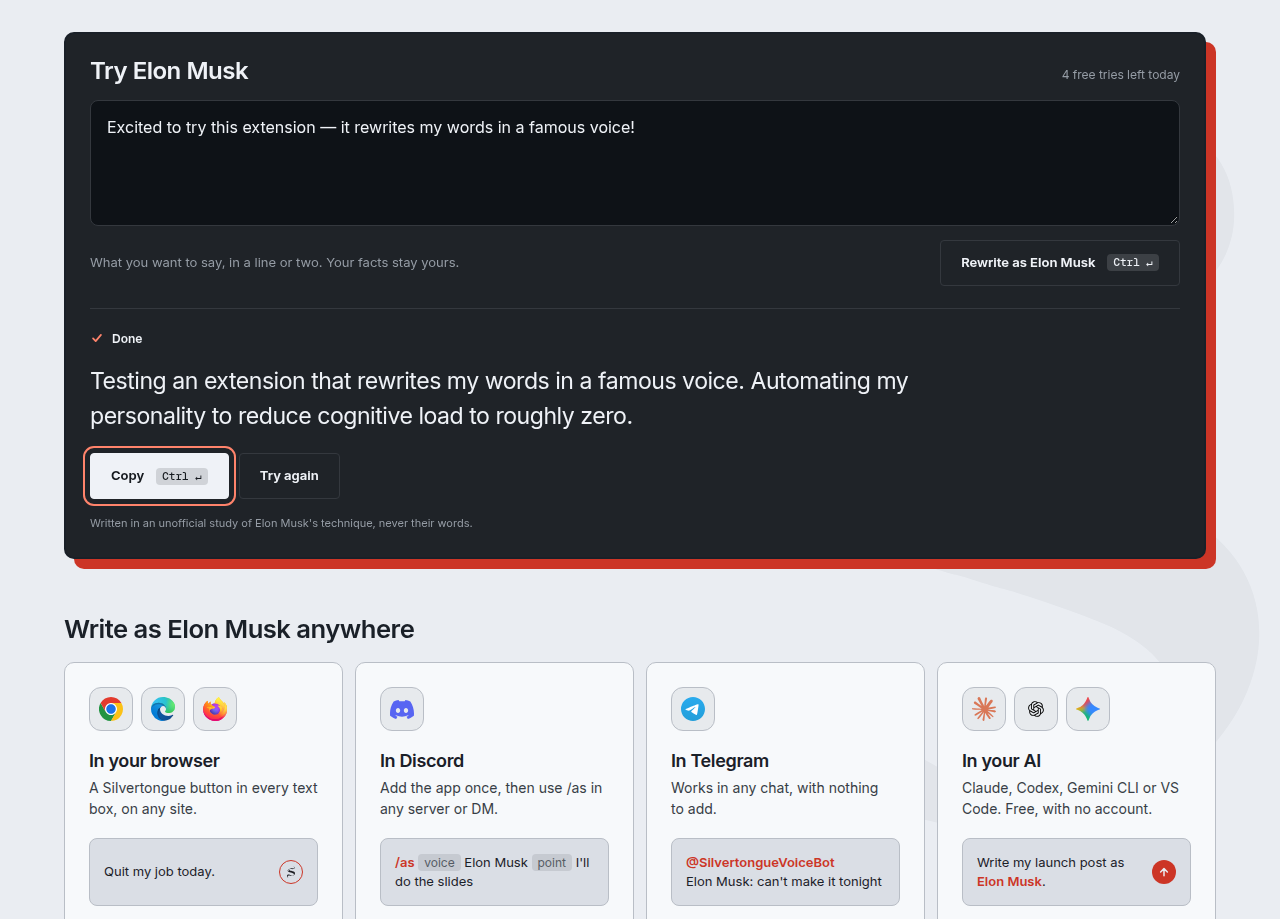 Try Elon Musk
4 free tries left today
Excited to try this extension — it rewrites my words in a famous voice!
What you want to say, in a line or two. Your facts stay yours.
Rewrite as Elon Musk Ctrl ↵
Done
Testing an extension that rewrites my words in a famous voice. Automating my
personality to reduce cognitive load to roughly zero.
Copy Ctrl ↵
Try again
Written in an unofficial study of Elon Musk's technique, never their words.
Write as Elon Musk anywhere
In your browser
A Silvertongue button in every text
box, on any site.
Quit my job today.
S
In Discord
Add the app once, then use /as in
any server or DM.
/as voice Elon Musk point I'll
do the slides
In Telegram
Works in any chat, with nothing
to add.
@SilvertongueVoiceBot
Elon Musk: can't make it tonight
In your AI
Claude, Codex, Gemini CLI or VS
Code. Free, with no account.
Write my launch post as
Elon Musk.